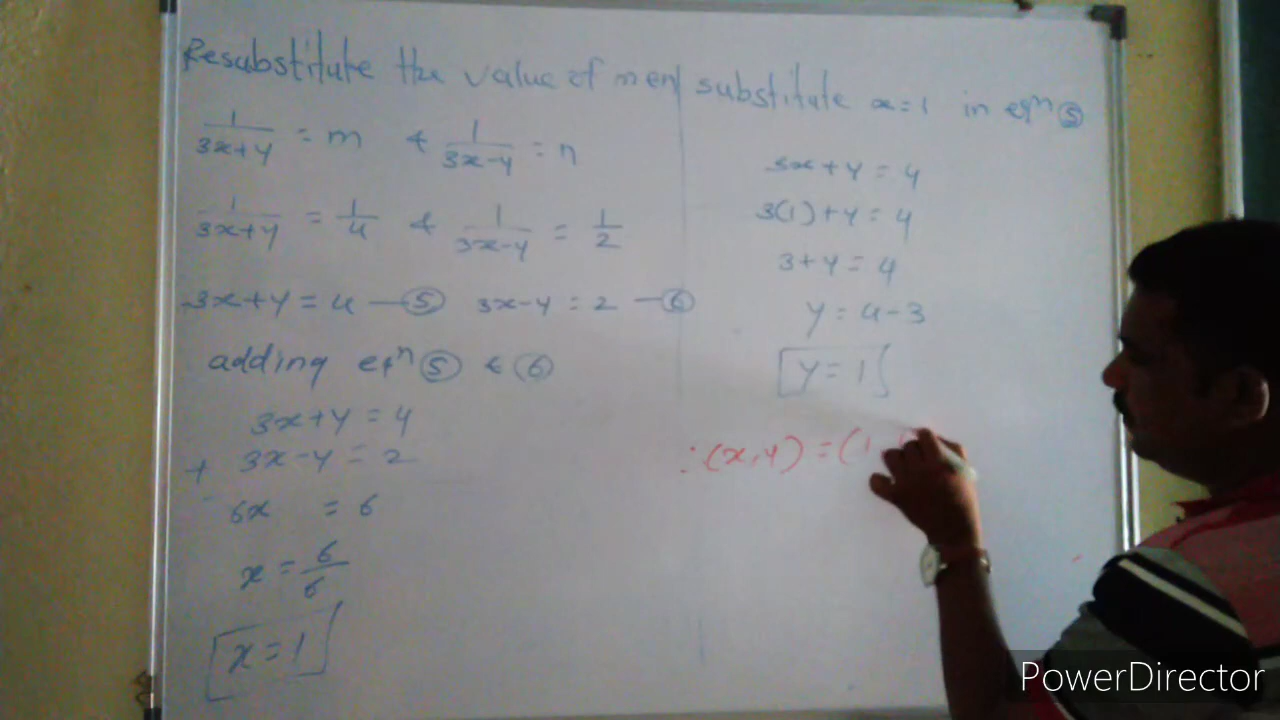 Resubstitute the value of m en
1/(3x+y) = m & 1/(3x-y) = n
1/(3x+y) = 1/4 & 1/(3x-y) = 1/2
3x+y = 4 —⑤ 3x-y = 2 —⑥
adding eqⁿ ⑤ & ⑥
3x+y = 4
+ 3x-y = 2
6x = 6
x = 6/6
x = 1
substitute x=1 in eqⁿ ⑤
3x+y = 4
3(1)+y = 4
3+y = 4
y = 4-3
y = 1
∴ (x,y) = (1,
PowerDirector